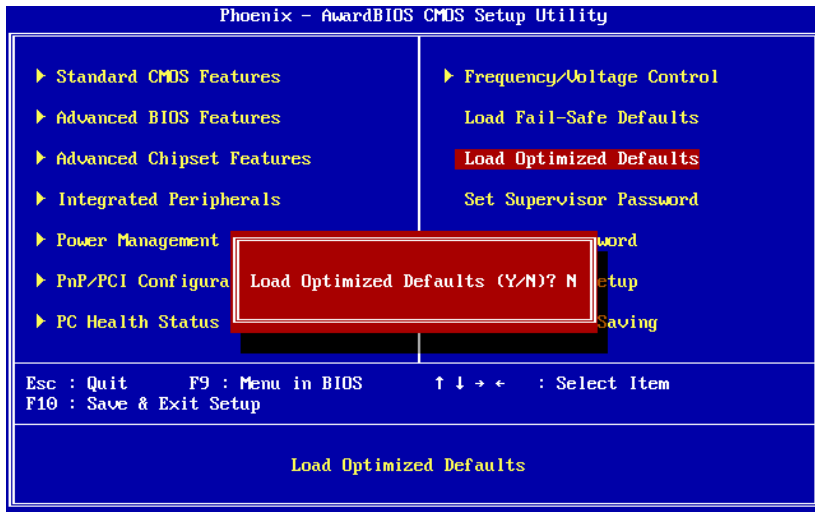 Phoenix – AwardBIOS CMOS Setup Utility
Standard CMOS Features
Advanced BIOS Features
Advanced Chipset Features
Integrated Peripherals
Power Management
PnP/PCI Configura
PC Health Status
Frequency/Voltage Control
Load Fail-Safe Defaults
Load Optimized Defaults
Set Supervisor Password
word
etup
Saving
Load Optimized Defaults (Y/N)? N
Esc : Quit F9 : Menu in BIOS ↑ ↓ → ← : Select Item
F10 : Save & Exit Setup
Load Optimized Defaults